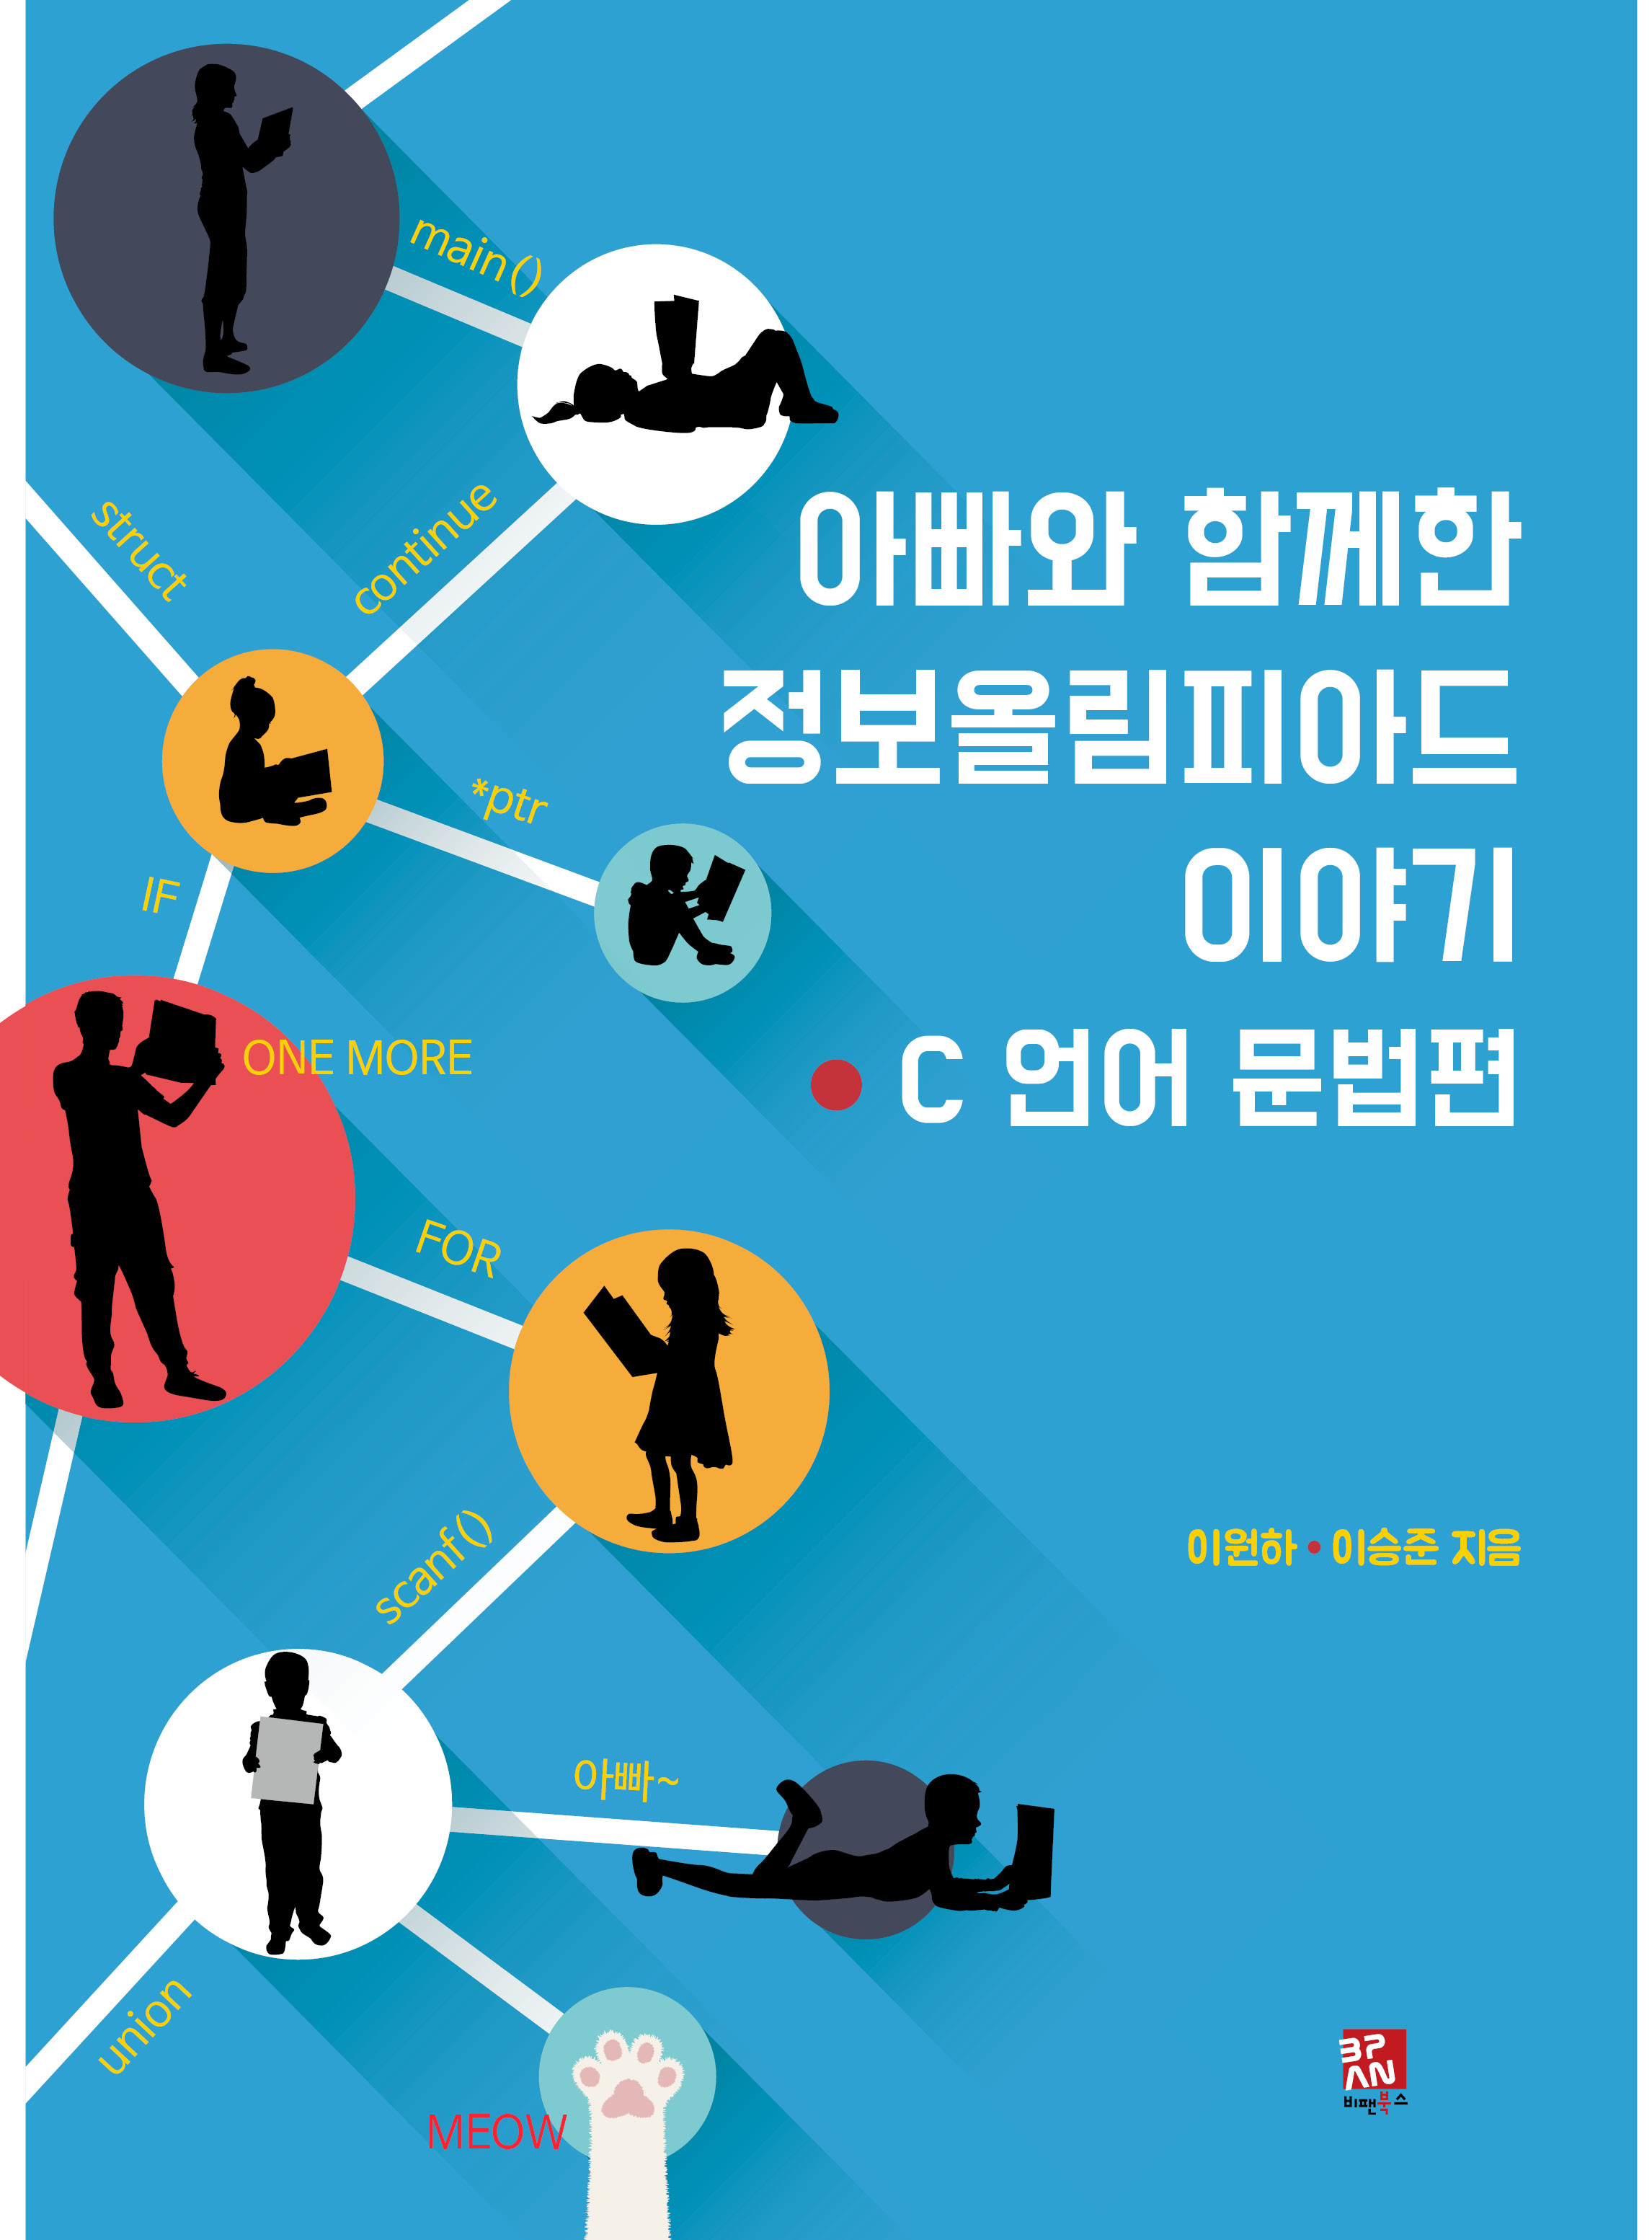 main()
struct
continue
아빠와 함께한
정보올림피아드
이야기
*ptr
IF
ONE MORE
• C 언어 문법편
FOR
scanf()
이원하 • 이승준 지음
아빠~
union
MEOW
BPAN
비팬북스